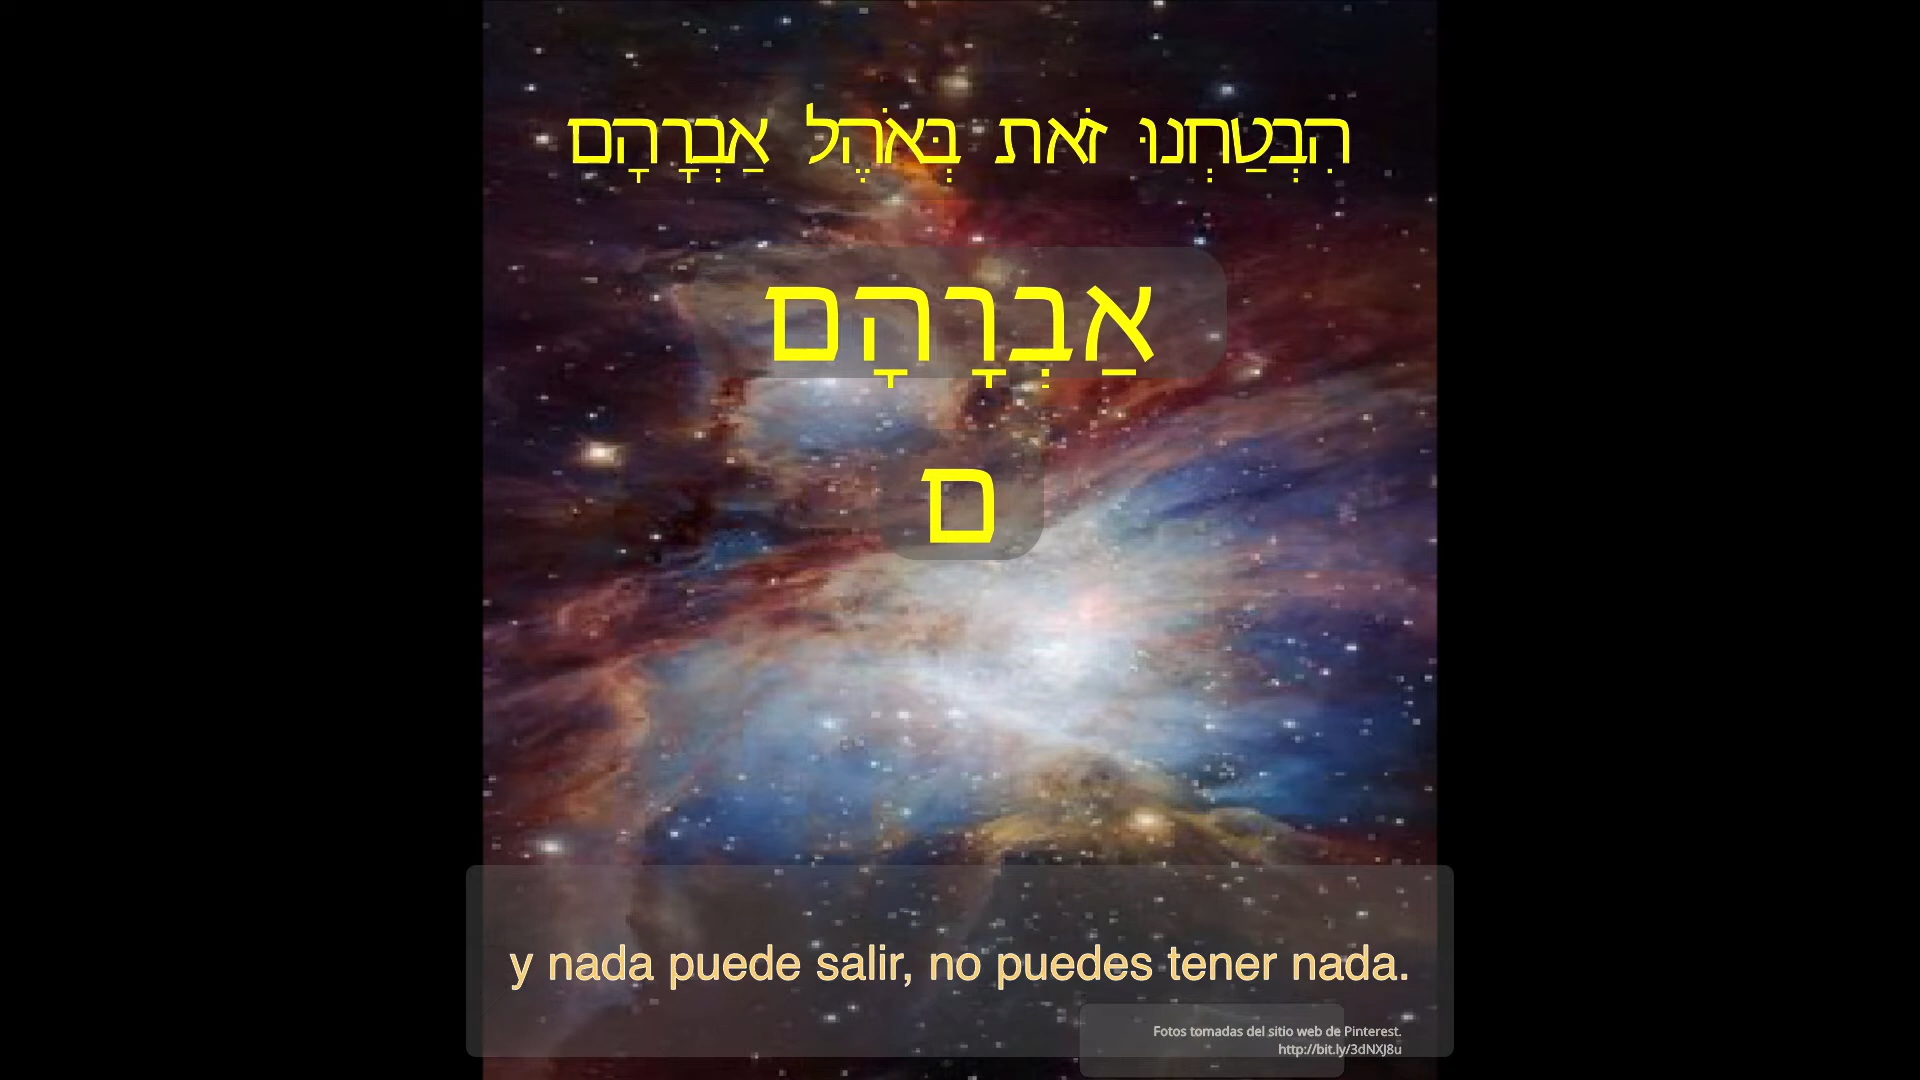 הִבְטַחְנוּ זֹאת בְּאֹהֶל אַבְרָהָם
אַבְרָהָם
ם
y nada puede salir, no puedes tener nada.
Fotos tomadas del sitio web de Pinterest.
http://bit.ly/3dNXJ8u